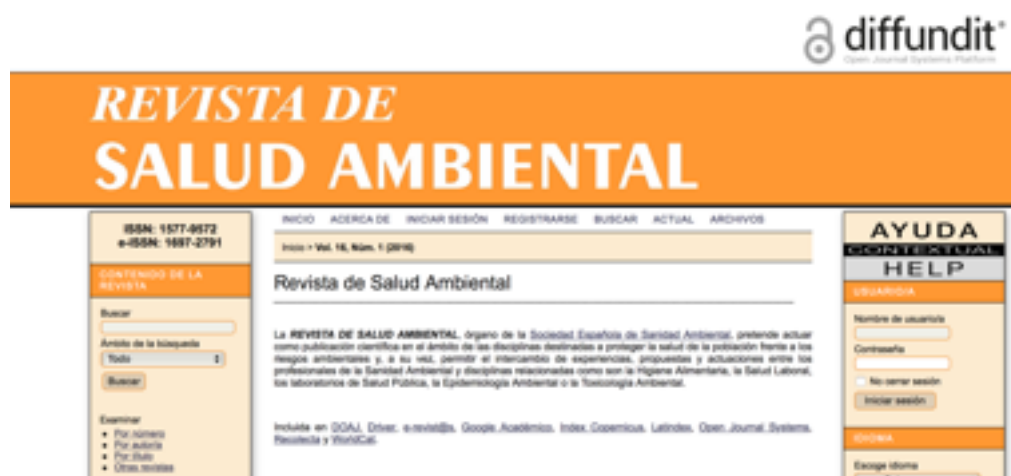 diffundit
Open Journal Systems Platform
REVISTA DE
SALUD AMBIENTAL
ISSN: 1577-9572
e-ISSN: 1697-2791
CONTENIDO DE LA
REVISTA
Buscar
Ámbito de la búsqueda
Todo
Buscar
Examinar
Por número
Por autor/a
Por título
Otras revistas
INICIO ACERCA DE INICIAR SESIÓN REGISTRARSE BUSCAR ACTUAL ARCHIVOS
Inicio > Vol. 16, Núm. 1 (2016)
Revista de Salud Ambiental
La REVISTA DE SALUD AMBIENTAL, órgano de la Sociedad Española de Sanidad Ambiental, pretende actuar
como publicación científica en el ámbito de las disciplinas destinadas a proteger la salud de la población frente a los
riesgos ambientales y, a su vez, permitir el intercambio de experiencias, propuestas y actuaciones entre los
profesionales de la Sanidad Ambiental y disciplinas relacionadas como son la Higiene Alimentaria, la Salud Laboral,
los laboratorios de Salud Pública, la Epidemiología Ambiental o la Toxicología Ambiental.
Incluida en DOAJ, Driver, e-revist@s, Google Académico, Index Copernicus, Latindex, Open Journal Systems,
Recolecta y WorldCat.
AYUDA
CONTEXTUAL
HELP
USUARIO/A
Nombre de usuario/a
Contraseña
No cerrar sesión
Iniciar sesión
IDIOMA
Escoge idioma